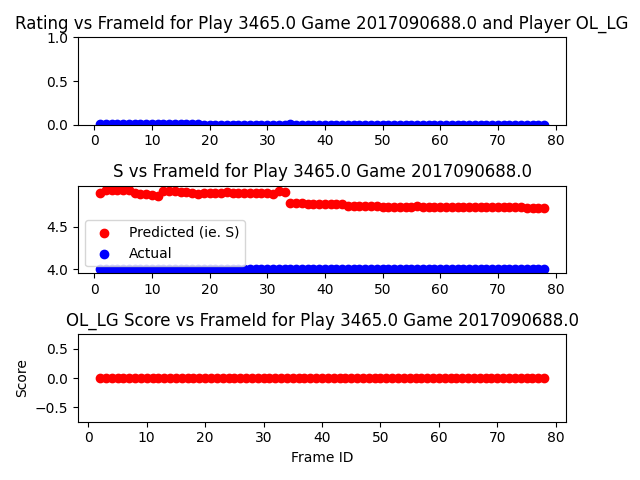 Rating vs FrameId for Play 3465.0 Game 2017090688.0 and Player OL_LG
1.0
0.5
0.0
0 10 20 30 40 50 60 70 80
S vs FrameId for Play 3465.0 Game 2017090688.0
4.5
4.0
Predicted (ie. S)
Actual
0 10 20 30 40 50 60 70 80
OL_LG Score vs FrameId for Play 3465.0 Game 2017090688.0
Score
0.5
0.0
−0.5
0 10 20 30 40 50 60 70 80
Frame ID